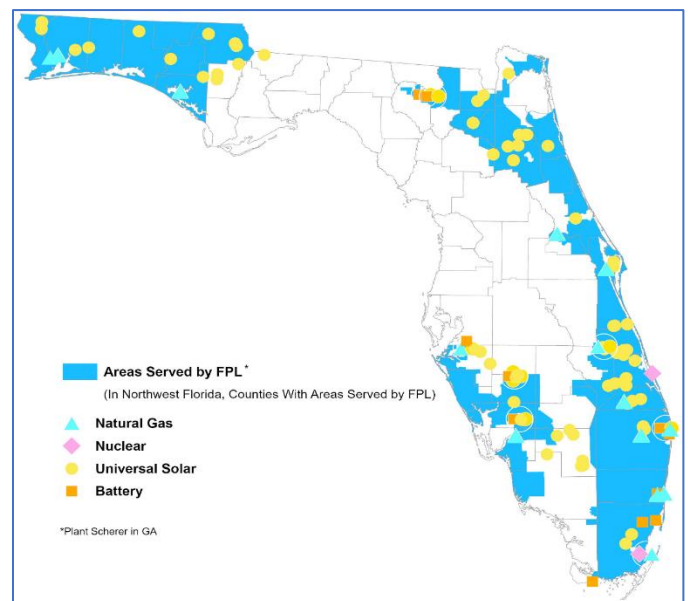 Areas Served by FPL*
(In Northwest Florida, Counties With Areas Served by FPL)
Natural Gas
Nuclear
Universal Solar
Battery
*Plant Scherer in GA